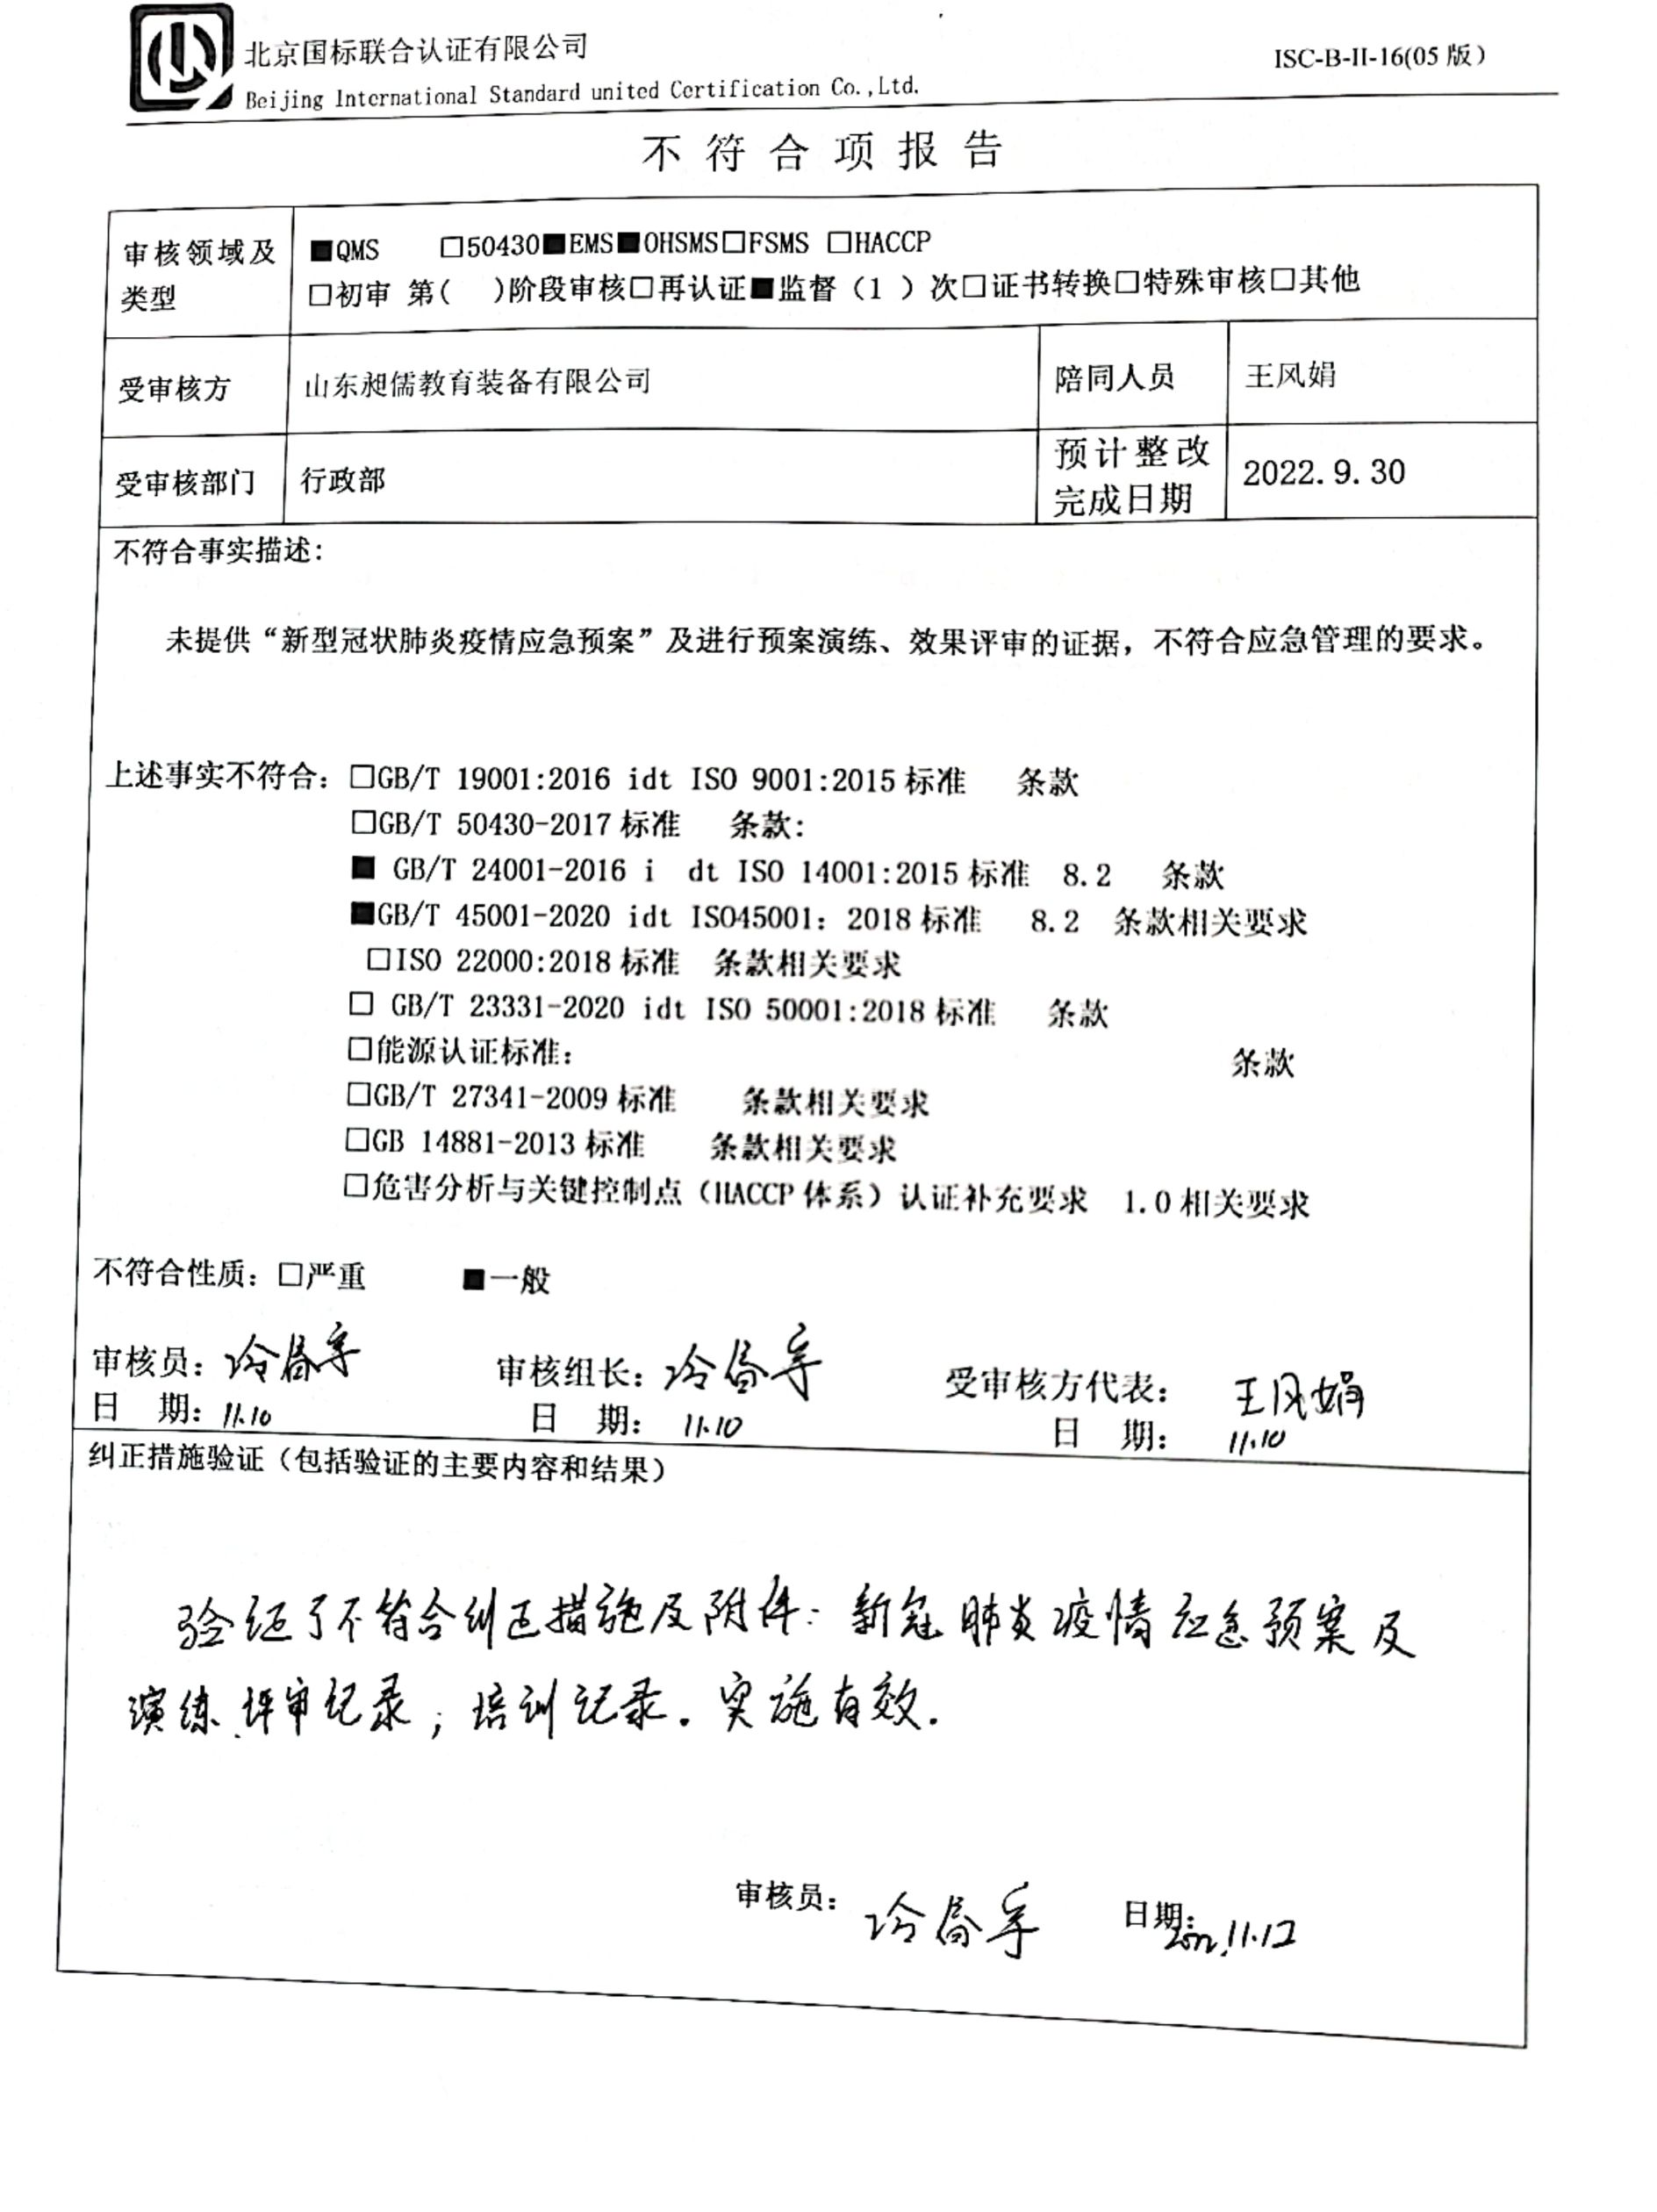 北京国标联合认证有限公司
ISC-B-II-16(05 版)
Beijing International Standard united Certification Co.,Ltd.
不符合项报告
审核领域及类型
■QMS □50430■EMS■OHSMS□FSMS □HACCP
□初审 第( )阶段审核□再认证■监督（1 ）次□证书转换□特殊审核□其他
受审核方 山东昶儒教育装备有限公司 陪同人员 王风娟
受审核部门 行政部 预计整改完成日期 2022.9.30
不符合事实描述：
未提供“新型冠状肺炎疫情应急预案”及进行预案演练、效果评审的证据，不符合应急管理的要求。
上述事实不符合：□GB/T 19001:2016 idt ISO 9001:2015 标准 条款
□GB/T 50430-2017 标准 条款：
■ GB/T 24001-2016 i dt ISO 14001:2015 标准 8.2 条款
■GB/T 45001-2020 idt ISO45001：2018 标准 8.2 条款相关要求
□ISO 22000:2018 标准 条款相关要求
□ GB/T 23331-2020 idt ISO 50001:2018 标准 条款
□能源认证标准： 条款
□GB/T 27341-2009 标准 条款相关要求
□GB 14881-2013 标准 条款相关要求
□危害分析与关键控制点（HACCP 体系）认证补充要求 1.0 相关要求
不符合性质：□严重 ■一般
审核员： 审核组长： 受审核方代表： 王风娟
日 期：11.10 日 期： 11.10 日 期： 11.10
纠正措施验证（包括验证的主要内容和结果）
验证了不符合纠正措施及附件：新冠肺炎疫情应急预案及
演练、评审纪录；培训记录。实施有效.
审核员： 日期：2022.11.12